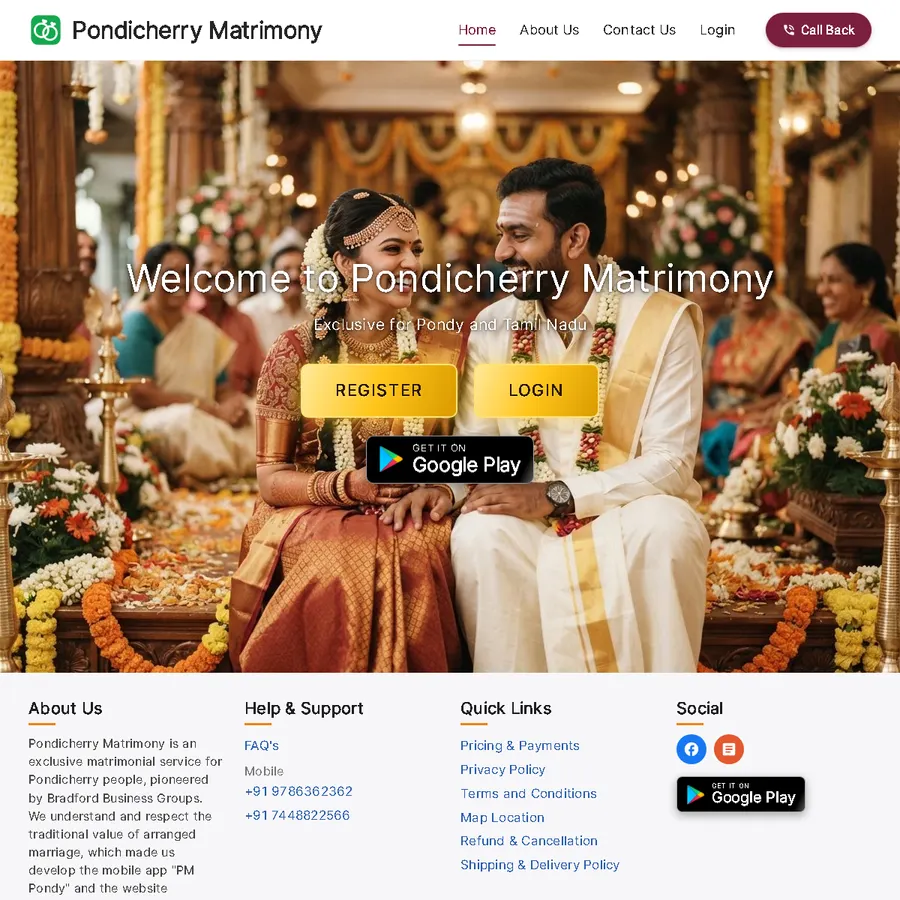 Pondicherry Matrimony
Home
About Us
Contact Us
Login
Call Back
Welcome to Pondicherry Matrimony
Exclusive for Pondy and Tamil Nadu
REGISTER
LOGIN
GET IT ON
Google Play
About Us
Pondicherry Matrimony is an
exclusive matrimonial service for
Pondicherry people, pioneered
by Bradford Business Groups.
We understand and respect the
traditional value of arranged
marriage, which made us
develop the mobile app "PM
Pondy" and the website
Help & Support
FAQ's
Mobile
+91 9786362362
+91 7448822566
Quick Links
Pricing & Payments
Privacy Policy
Terms and Conditions
Map Location
Refund & Cancellation
Shipping & Delivery Policy
Social
GET IT ON
Google Play